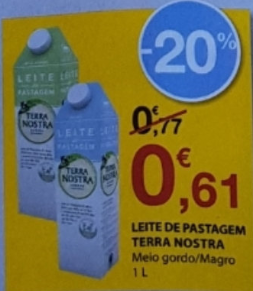 -20%
LEITE
PASTAGEM
TERRA
NOSTRA
LEITE DE
PASTAGEM
TERRA
NOSTRA
0,77
0,61€
LEITE DE PASTAGEM
TERRA NOSTRA
Meio gordo/Magro
1 L